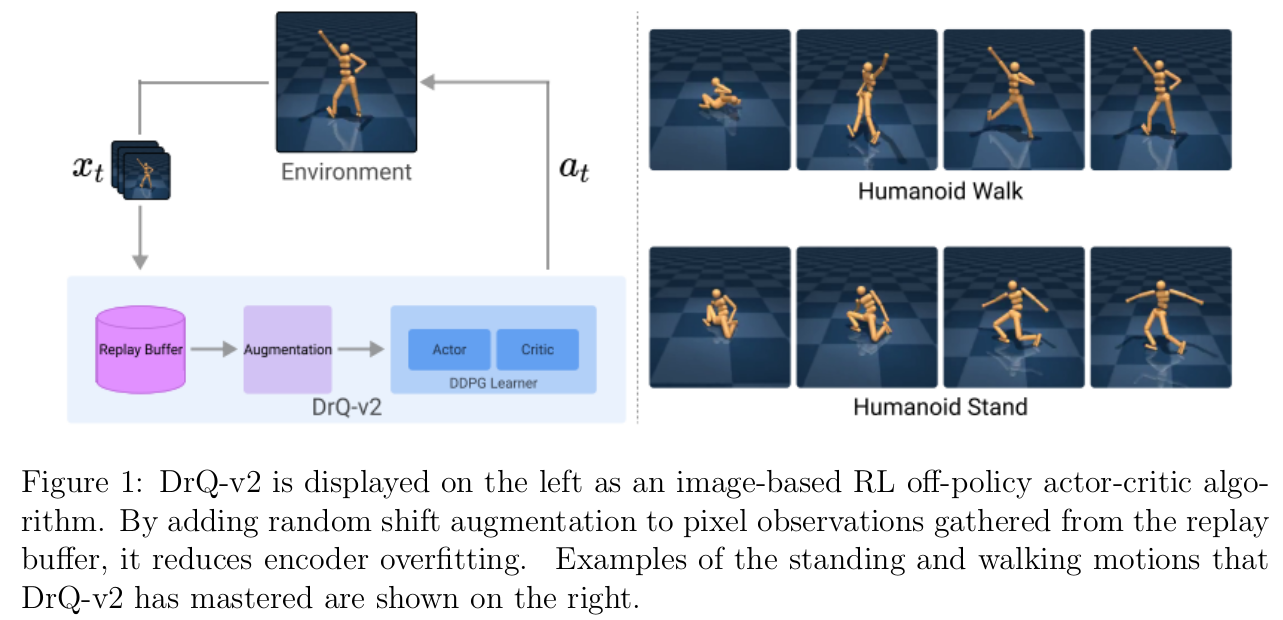 Environment
xₜ
aₜ
Replay Buffer
Augmentation
Actor
Critic
DDPG Learner
DrQ-v2
Humanoid Walk
Humanoid Stand
Figure 1: DrQ-v2 is displayed on the left as an image-based RL off-policy actor-critic algo-
rithm. By adding random shift augmentation to pixel observations gathered from the replay
buffer, it reduces encoder overfitting. Examples of the standing and walking motions that
DrQ-v2 has mastered are shown on the right.